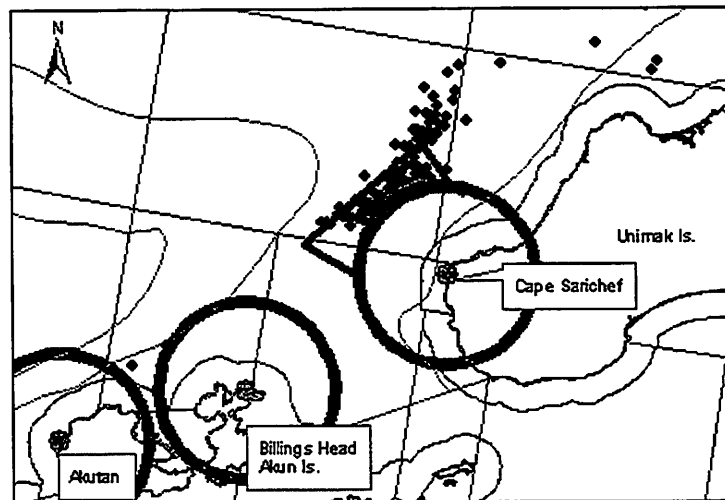 N
Unimak Is.
Cape Sarichef
Billings Head
Akun Is.
Akutan